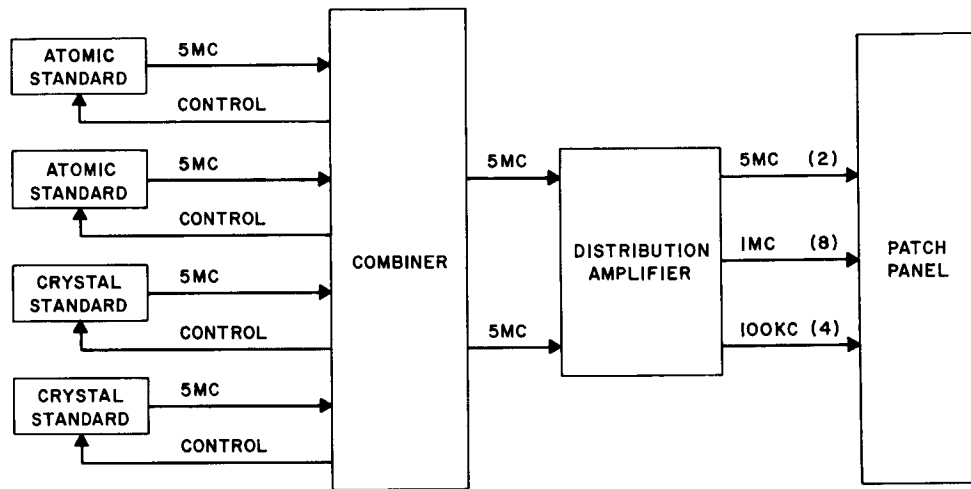 ATOMIC
STANDARD
5MC
CONTROL
ATOMIC
STANDARD
5MC
CONTROL
CRYSTAL
STANDARD
5MC
CONTROL
CRYSTAL
STANDARD
5MC
CONTROL
COMBINER
5MC
5MC
DISTRIBUTION
AMPLIFIER
5MC (2)
1MC (8)
100KC (4)
PATCH
PANEL